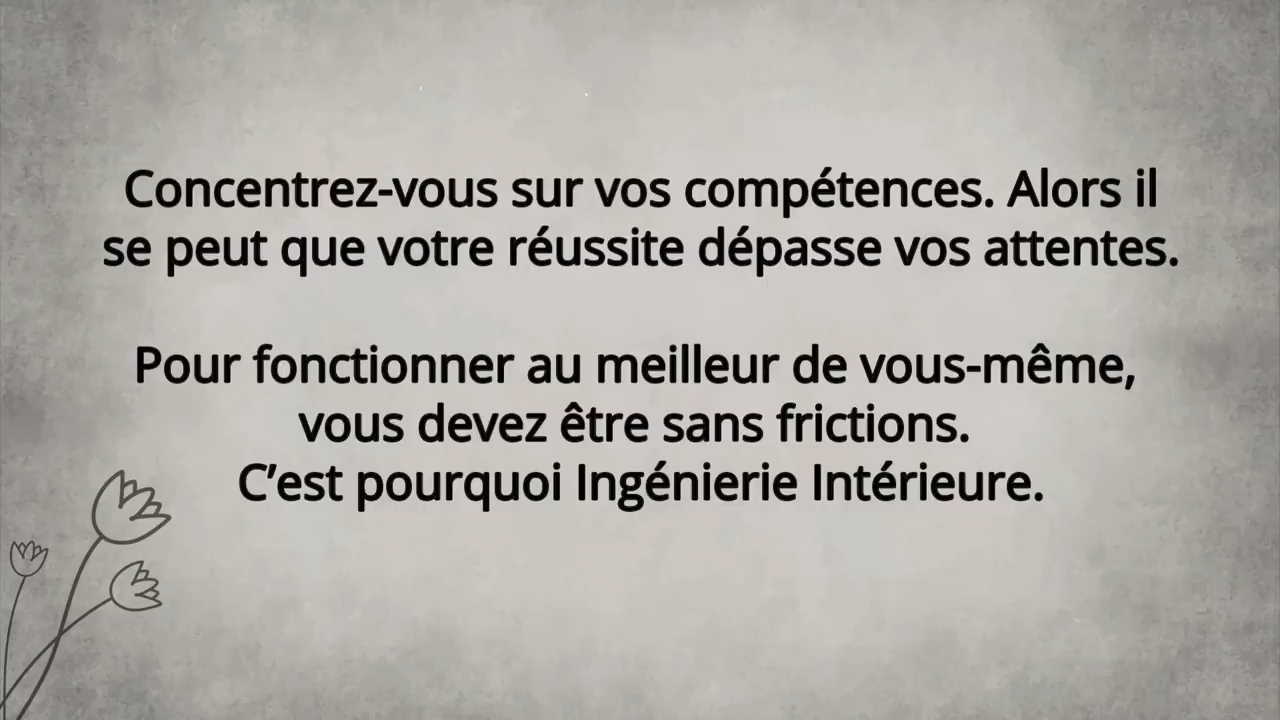 Concentrez-vous sur vos compétences. Alors il
se peut que votre réussite dépasse vos attentes.
Pour fonctionner au meilleur de vous-même,
vous devez être sans frictions.
C’est pourquoi Ingénierie Intérieure.